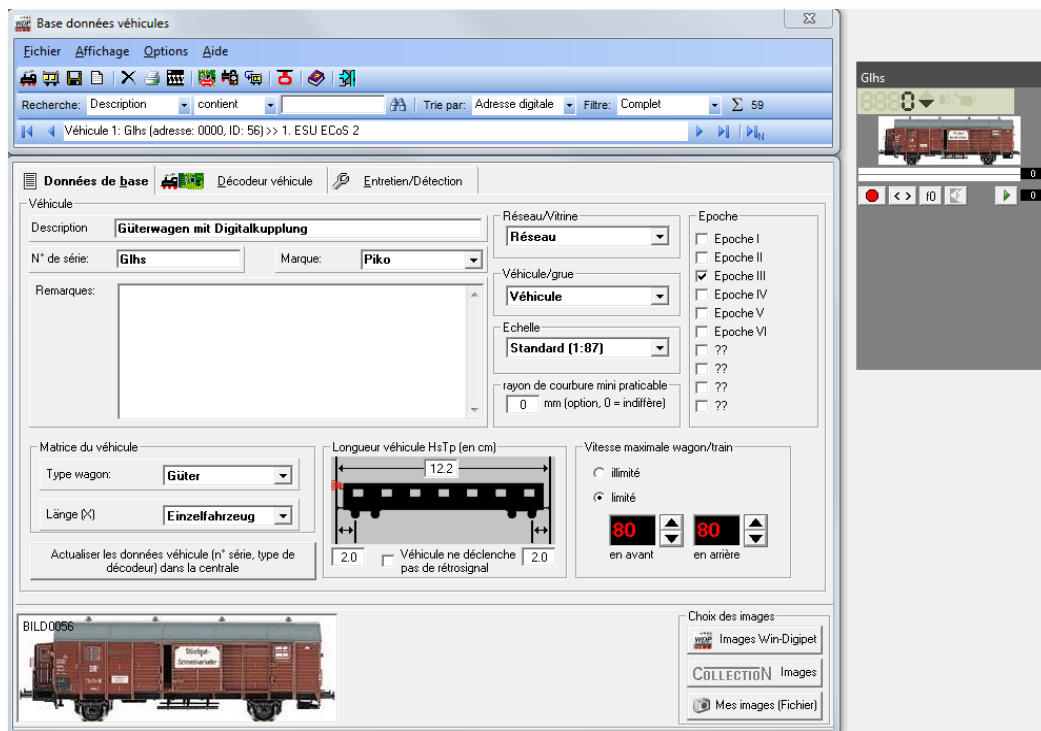 Base données véhicules
Fichier Affichage Options Aide
Recherche: Description contient Trie par: Adresse digitale Filtre: Complet Σ 59
Véhicule 1: Glhs (adresse: 0000, ID: 56) >> 1. ESU ECoS 2
Données de base Décodeur véhicule Entretien/Détection
Véhicule
Description Güterwagen mit Digitalkupplung
N° de série: Glhs Marque: Piko
Remarques:
Réseau/Vitrine
Réseau
Véhicule/grue
Véhicule
Echelle
Standard (1:87)
rayon de courbure mini praticable
0 mm (option, 0 = indiffère)
Epoche
Epoche I
Epoche II
Epoche III
Epoche IV
Epoche V
Epoche VI
??
??
??
??
Matrice du véhicule
Type wagon: Güter
Länge (X) Einzelfahrzeug
Actualiser les données véhicule (n° série, type de
décodeur) dans la centrale
Longueur véhicule HsTp (en cm)
12.2
2.0 Véhicule ne déclenche
pas de rétrosignal 2.0
Vitesse maximale wagon/train
illimité
limité
80 80
en avant en arrière
BILD0056
Stückgut-
Schnellverkehr
Choix des images
WDP Images Win-Digipet
COLLECTION Images
Mes images (Fichier)
Glhs
0
0
< > f0 0